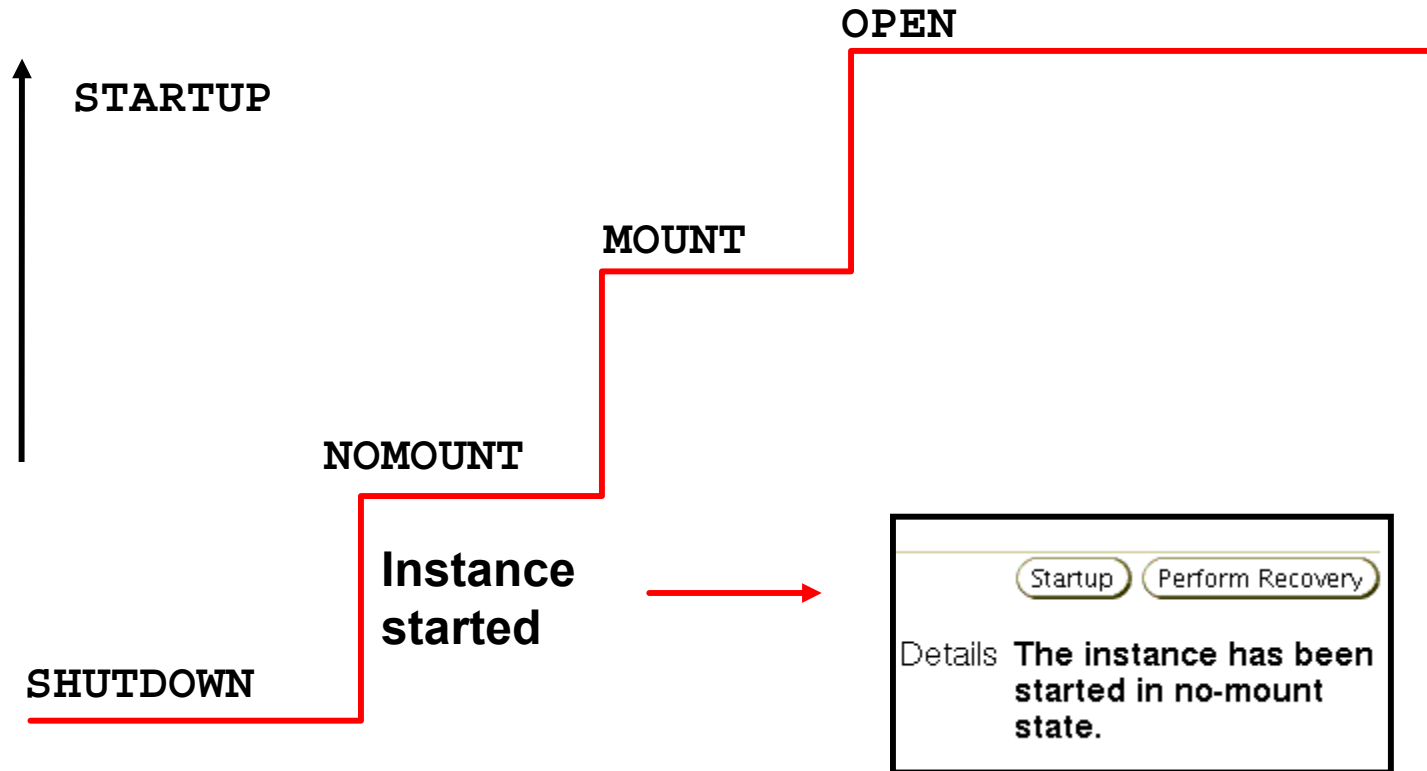 OPEN
STARTUP
MOUNT
NOMOUNT
Instance
started
Startup Perform Recovery
Details The instance has been
started in no-mount
state.
SHUTDOWN